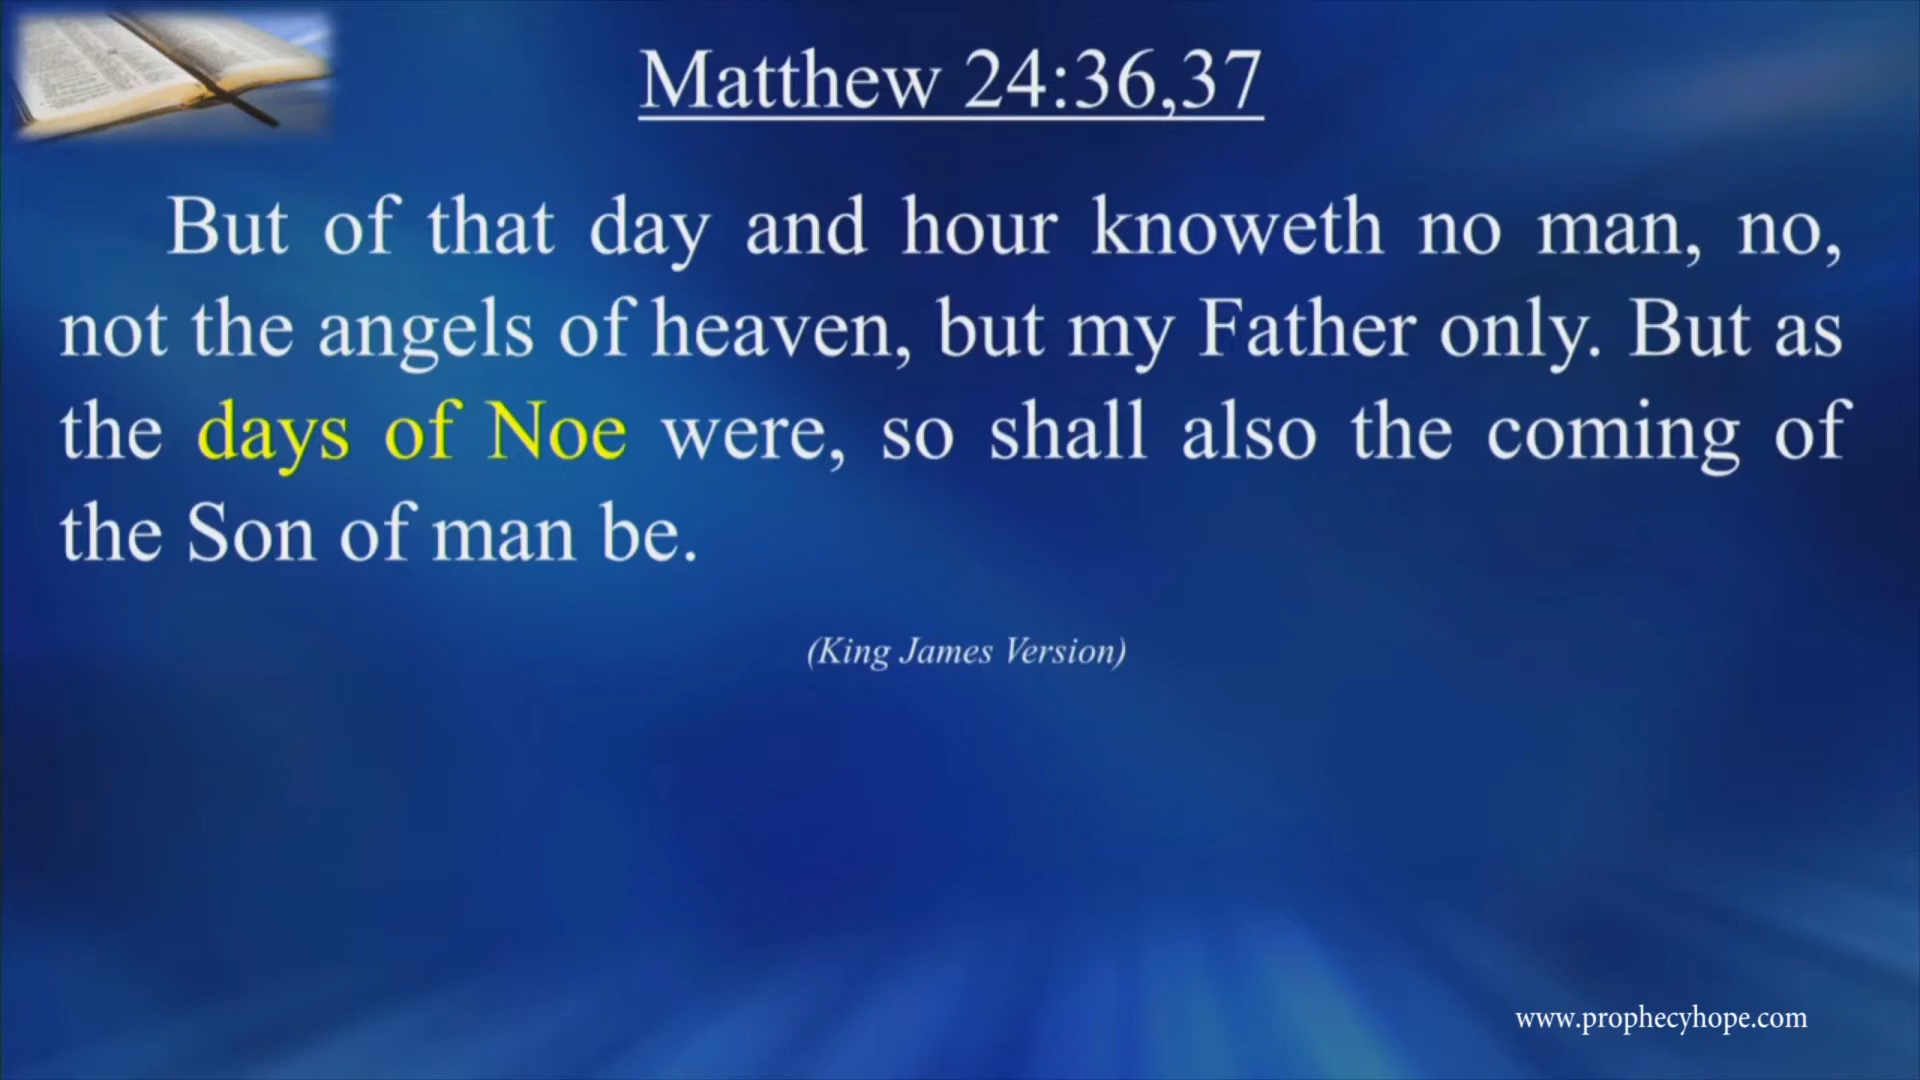 Matthew 24:36,37
But of that day and hour knoweth no man, no,
not the angels of heaven, but my Father only. But as
the days of Noe were, so shall also the coming of
the Son of man be.
(King James Version)
www.prophecyhope.com